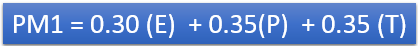 PM1 = 0.30 (E) + 0.35(P) + 0.35 (T)